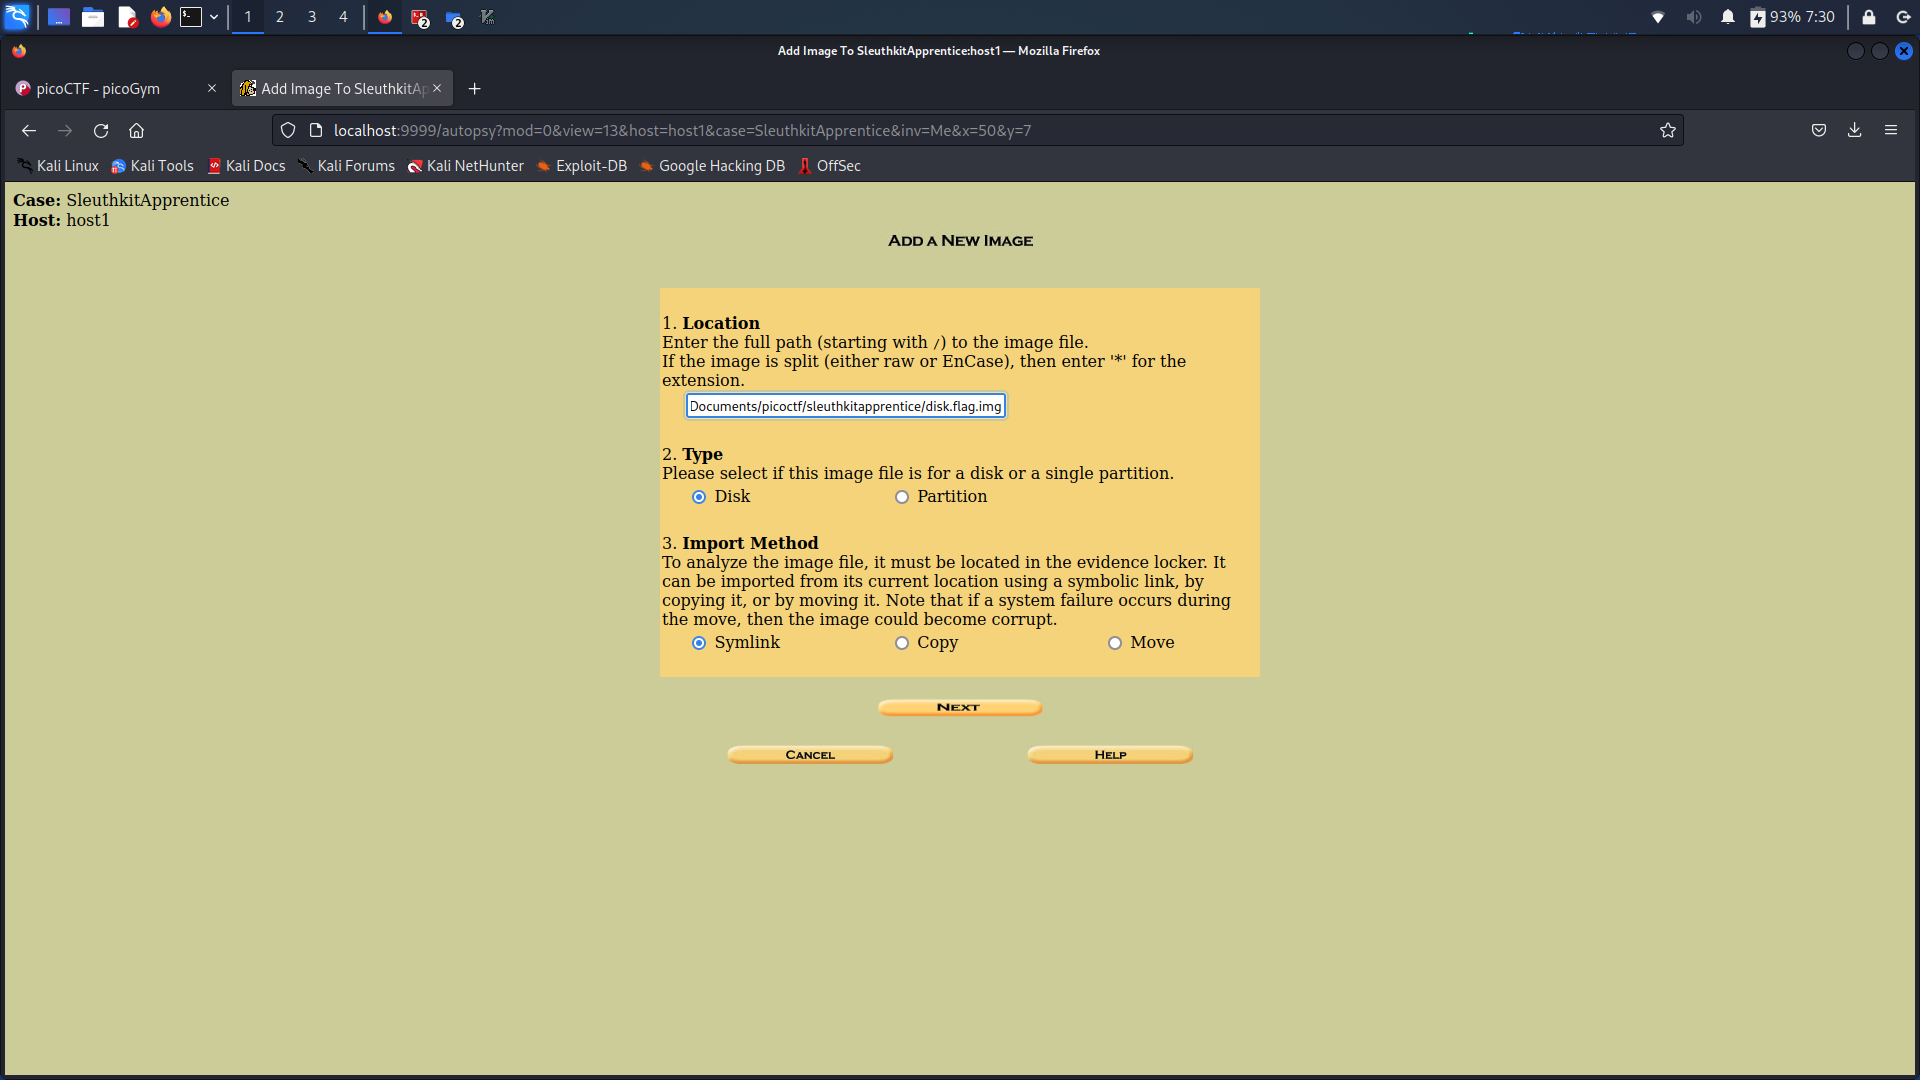 1 2 3 4 2 2 93% 7:30
Add Image To SleuthkitApprentice:host1 — Mozilla Firefox
picoCTF - picoGym × Add Image To SleuthkitAp × +
localhost:9999/autopsy?mod=0&view=13&host=host1&case=SleuthkitApprentice&inv=Me&x=50&y=7
Kali Linux Kali Tools Kali Docs Kali Forums Kali NetHunter Exploit-DB Google Hacking DB OffSec
Case: SleuthkitApprentice
Host: host1
Add a New Image
1. Location
Enter the full path (starting with /) to the image file.
If the image is split (either raw or EnCase), then enter '*' for the
extension.
Documents/picoctf/sleuthkitapprentice/disk.flag.img
2. Type
Please select if this image file is for a disk or a single partition.
Disk Partition
3. Import Method
To analyze the image file, it must be located in the evidence locker. It
can be imported from its current location using a symbolic link, by
copying it, or by moving it. Note that if a system failure occurs during
the move, then the image could become corrupt.
Symlink Copy Move
Next
Cancel Help